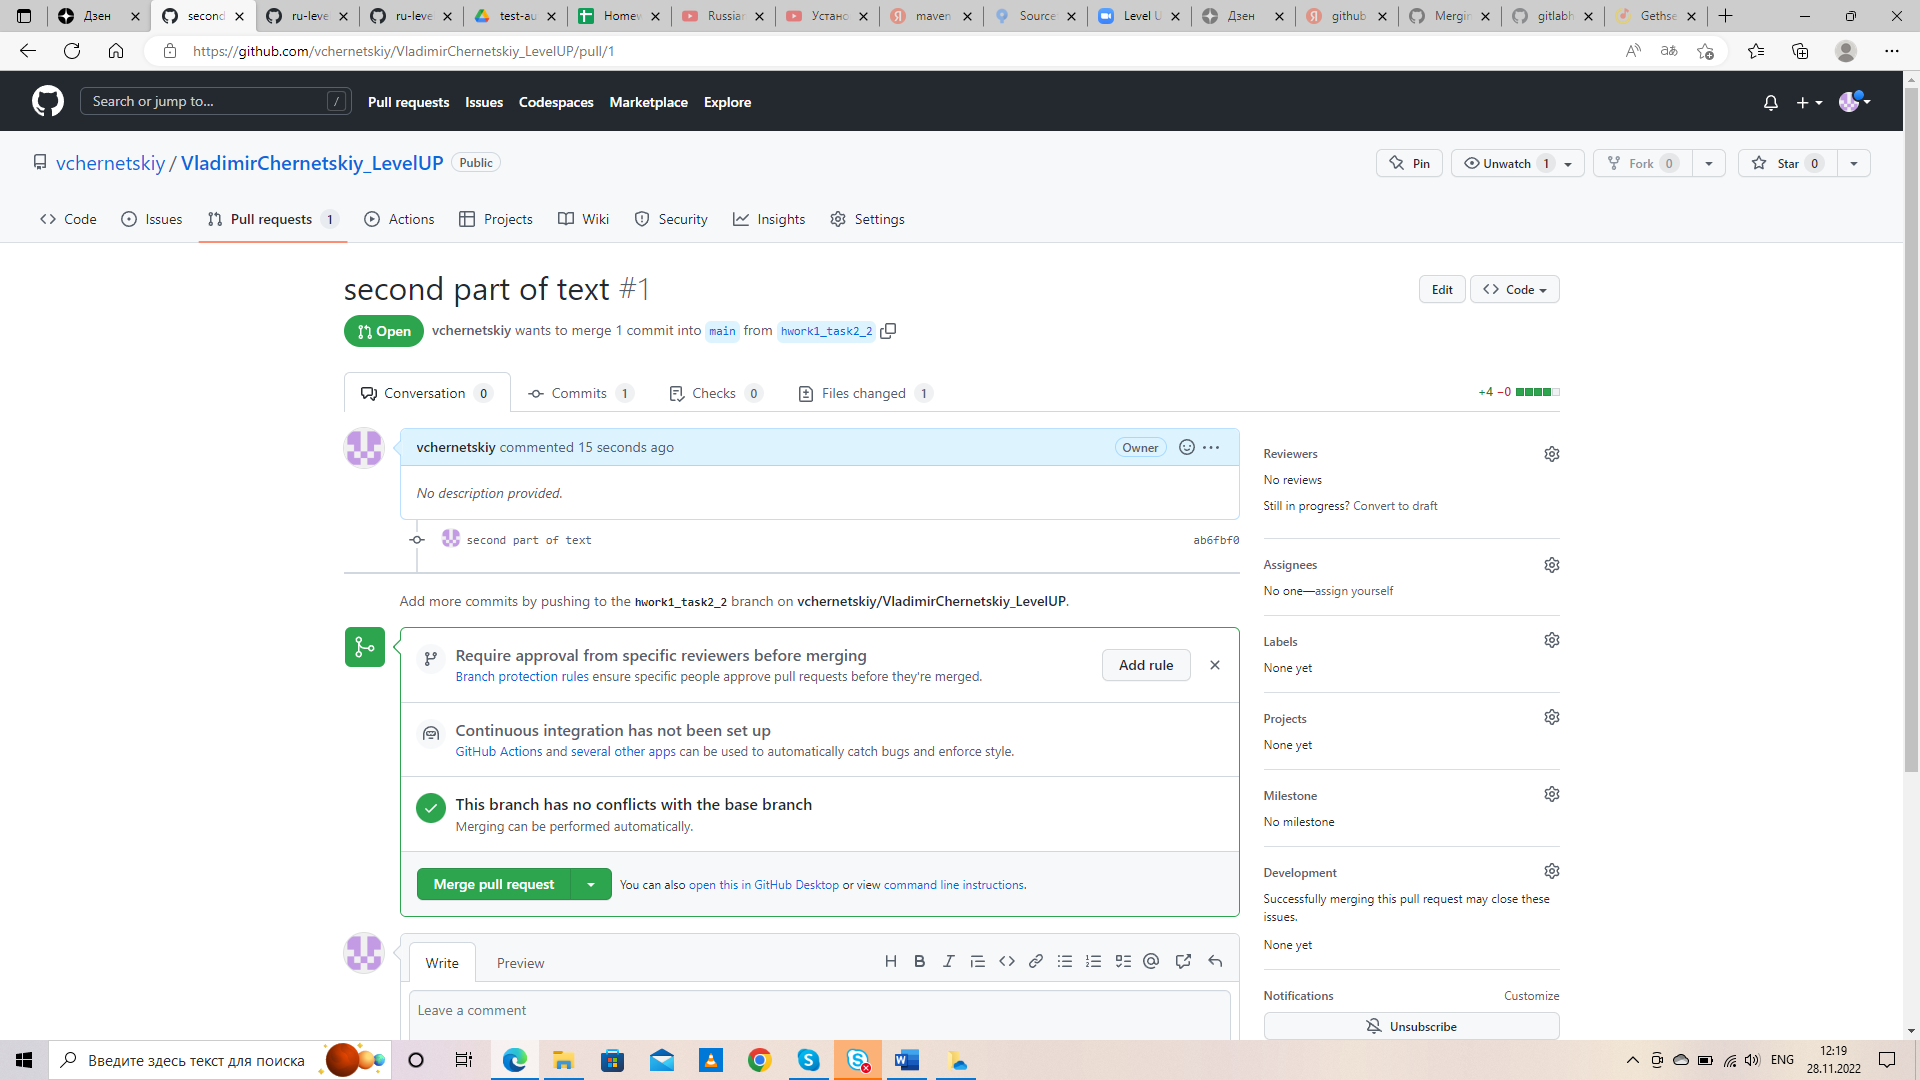 Дзен
second
ru-leve
ru-leve
test-au
Homew
Russian
Устано
maven
Source
Level U
Дзен
github
Mergin
gitlabh
Gethse
https://github.com/vchernetskiy/VladimirChernetskiy_LevelUP/pull/1
Search or jump to... /
Pull requests Issues Codespaces Marketplace Explore
vchernetskiy / VladimirChernetskiy_LevelUP Public
Pin Unwatch 1 Fork 0 Star 0
Code Issues Pull requests 1 Actions Projects Wiki Security Insights Settings
second part of text #1
Edit Code
Open vchernetskiy wants to merge 1 commit into main from hwork1_task2_2
Conversation 0 Commits 1 Checks 0 Files changed 1
+4 −0
vchernetskiy commented 15 seconds ago Owner
No description provided.
second part of text ab6fbf0
Add more commits by pushing to the hwork1_task2_2 branch on vchernetskiy/VladimirChernetskiy_LevelUP.
Require approval from specific reviewers before merging
Branch protection rules ensure specific people approve pull requests before they're merged.
Add rule
Continuous integration has not been set up
GitHub Actions and several other apps can be used to automatically catch bugs and enforce style.
This branch has no conflicts with the base branch
Merging can be performed automatically.
Merge pull request You can also open this in GitHub Desktop or view command line instructions.
Write Preview
Leave a comment
Reviewers
No reviews
Still in progress? Convert to draft
Assignees
No one—assign yourself
Labels
None yet
Projects
None yet
Milestone
No milestone
Development
Successfully merging this pull request may close these
issues.
None yet
Notifications Customize
Unsubscribe
Введите здесь текст для поиска
ENG
12:19
28.11.2022